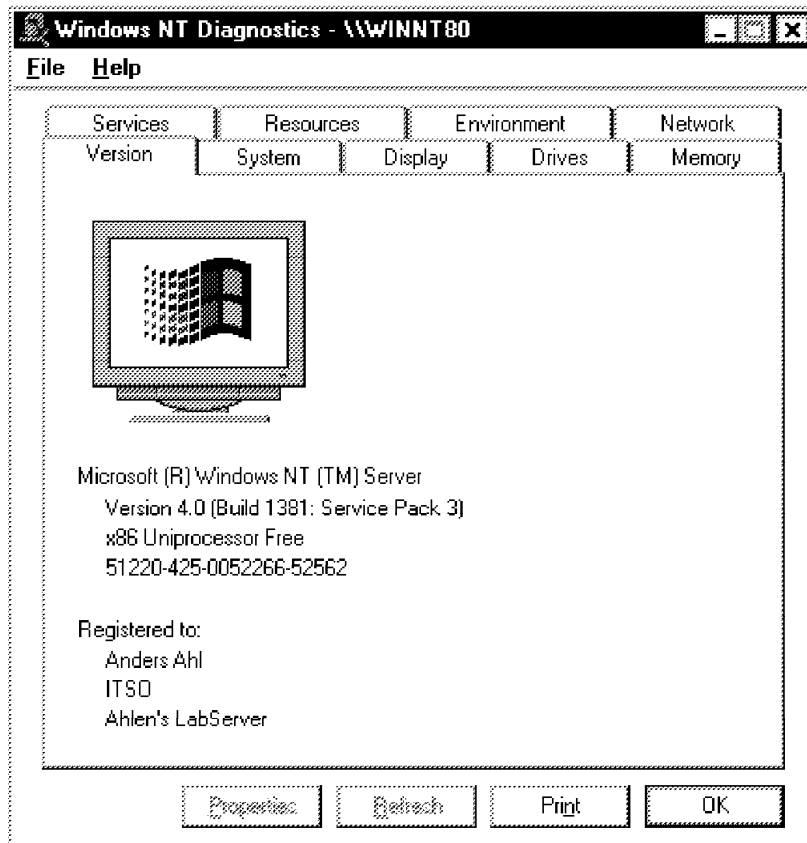 Windows NT Diagnostics - \\WINNT80
File Help
Services Resources Environment Network
Version System Display Drives Memory
Microsoft (R) Windows NT (TM) Server
Version 4.0 (Build 1381: Service Pack 3)
x86 Uniprocessor Free
51220-425-0052266-52562
Registered to:
Anders Ahl
ITSO
Ahlen's LabServer
Properties Refresh Print OK